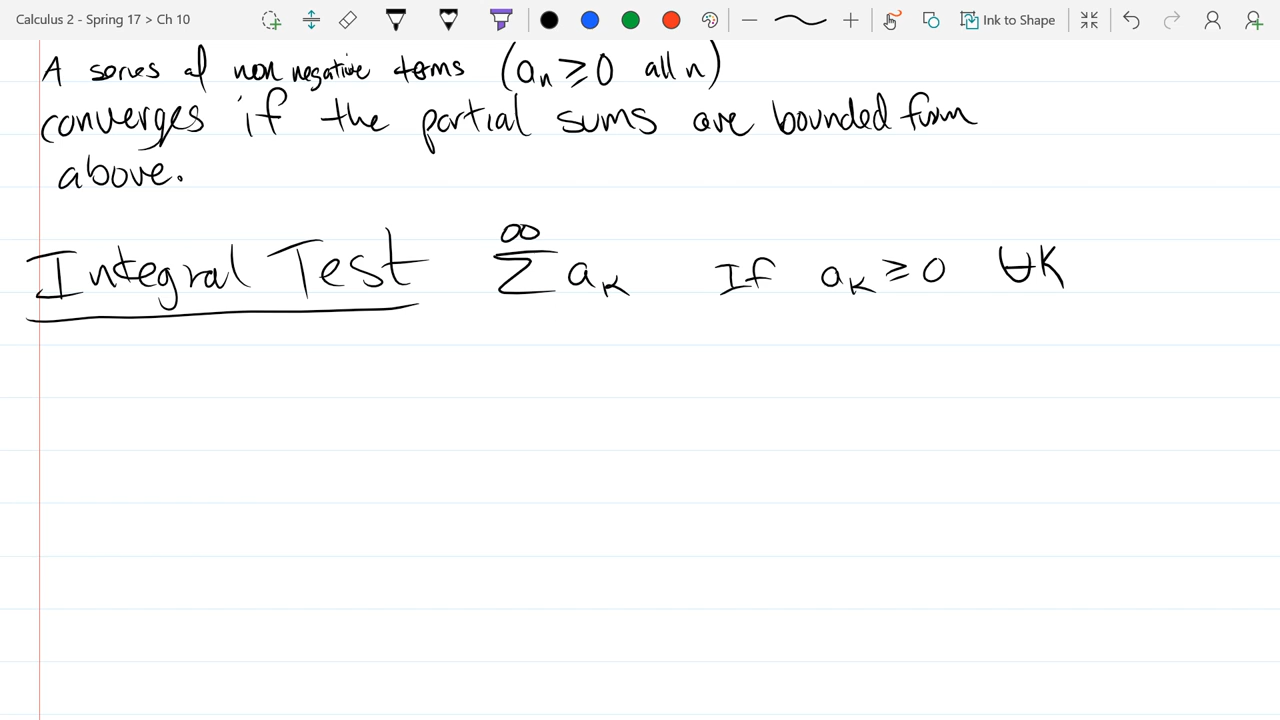 Calculus 2 - Spring 17 > Ch 10
Ink to Shape
A series of non negative terms (aₙ ≥ 0 all n)
converges if the partial sums are bounded from
above.
Integral Test ∑^∞ aₖ If aₖ ≥ 0 ∀K